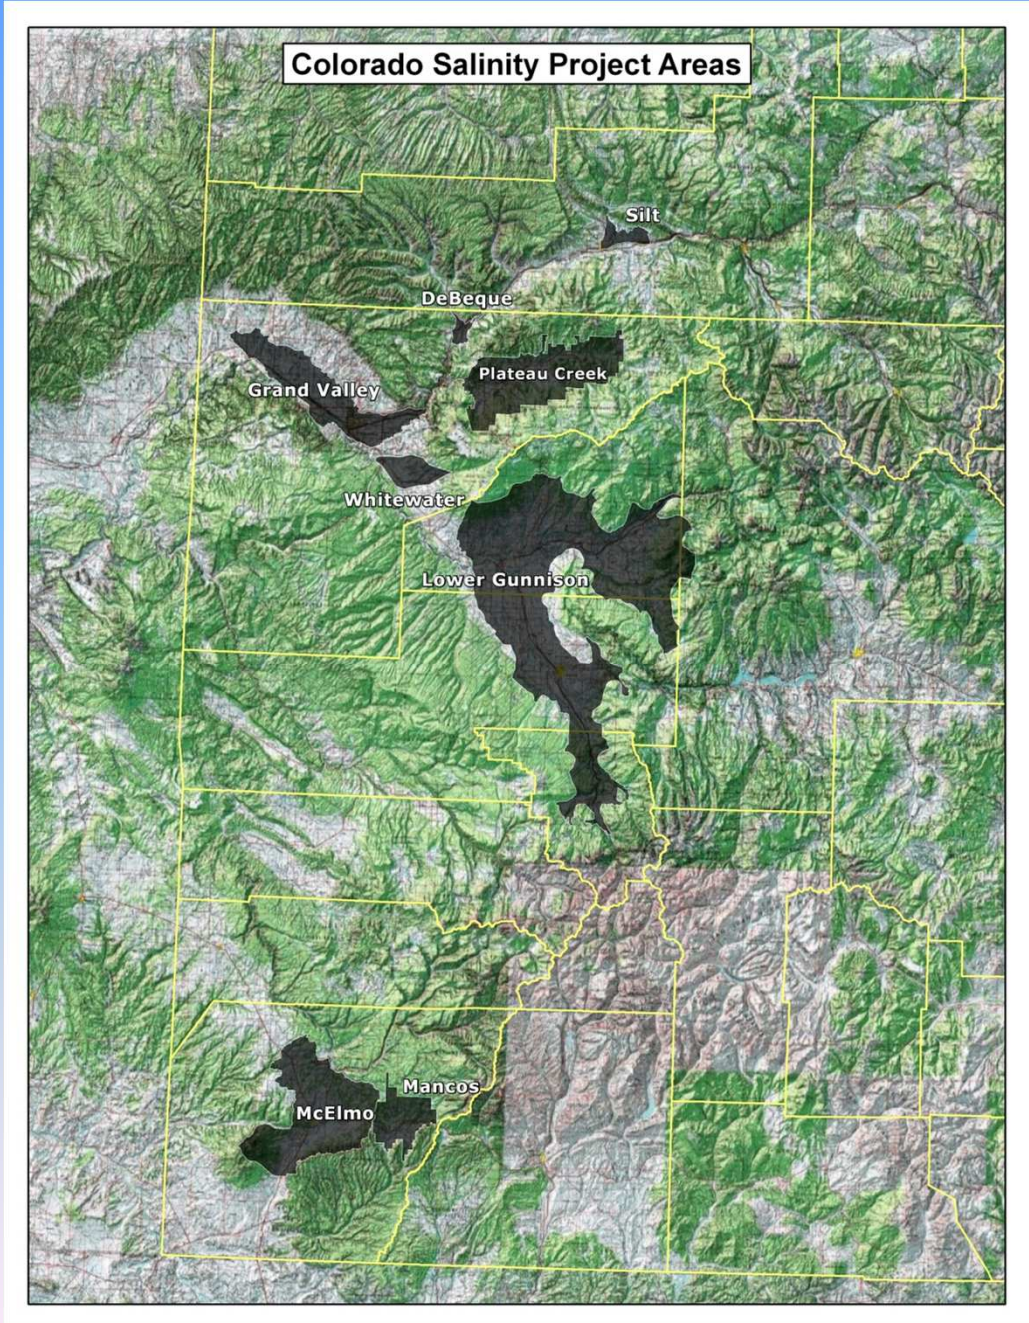 Colorado Salinity Project Areas
Silt
DeBeque
Plateau Creek
Grand Valley
Whitewater
Lower Gunnison
Mancos
McElmo